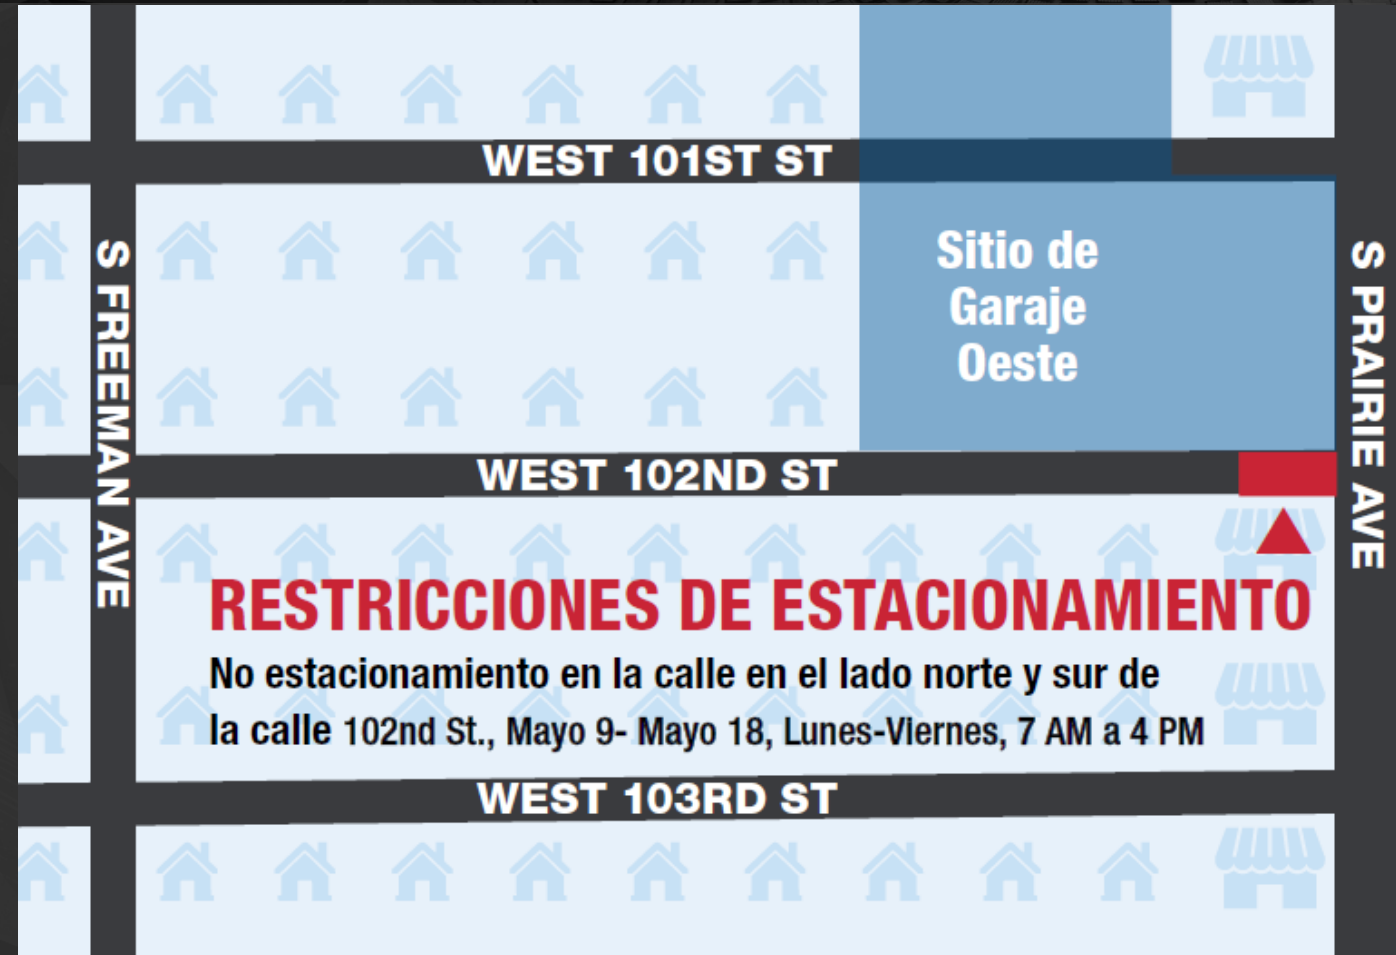 WEST 101ST ST
S FREEMAN AVE
S PRAIRIE AVE
Sitio de
Garaje
Oeste
WEST 102ND ST
RESTRICCIONES DE ESTACIONAMIENTO
No estacionamiento en la calle en el lado norte y sur de
la calle 102nd St., Mayo 9- Mayo 18, Lunes-Viernes, 7 AM a 4 PM
WEST 103RD ST